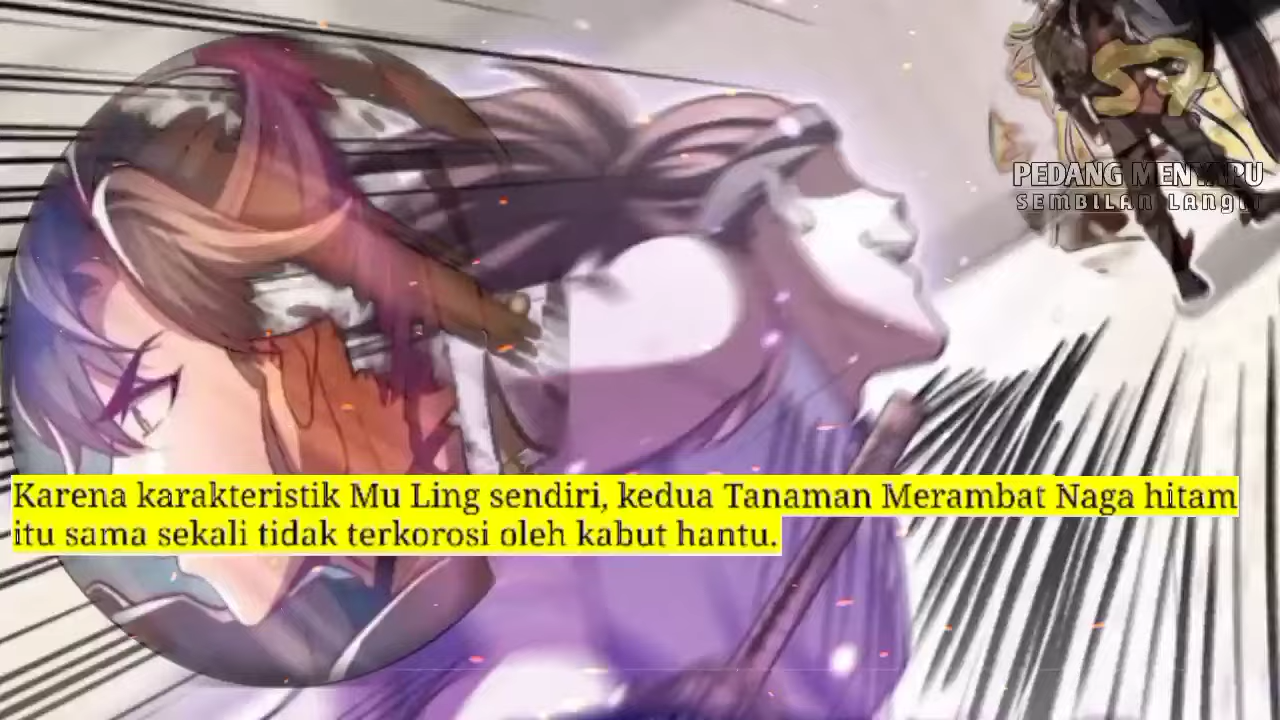 PEDANG MENYAPU
SEMBILAN LANGIT
Karena karakteristik Mu Ling sendiri, kedua Tanaman Merambat Naga hitam
itu sama sekali tidak terkorosi oleh kabut hantu.